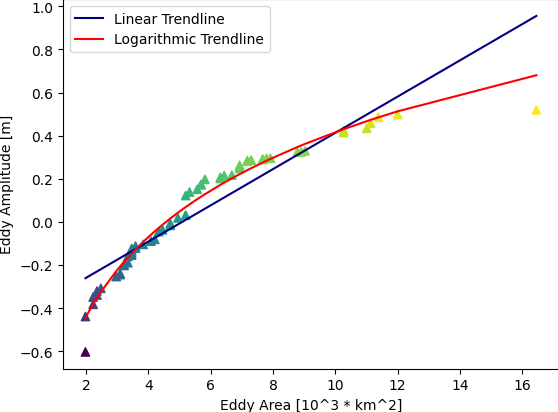 Linear Trendline
Logarithmic Trendline
1.0
0.8
0.6
0.4
0.2
0.0
−0.2
−0.4
−0.6
Eddy Amplitude [m]
2 4 6 8 10 12 14 16
Eddy Area [10^3 * km^2]